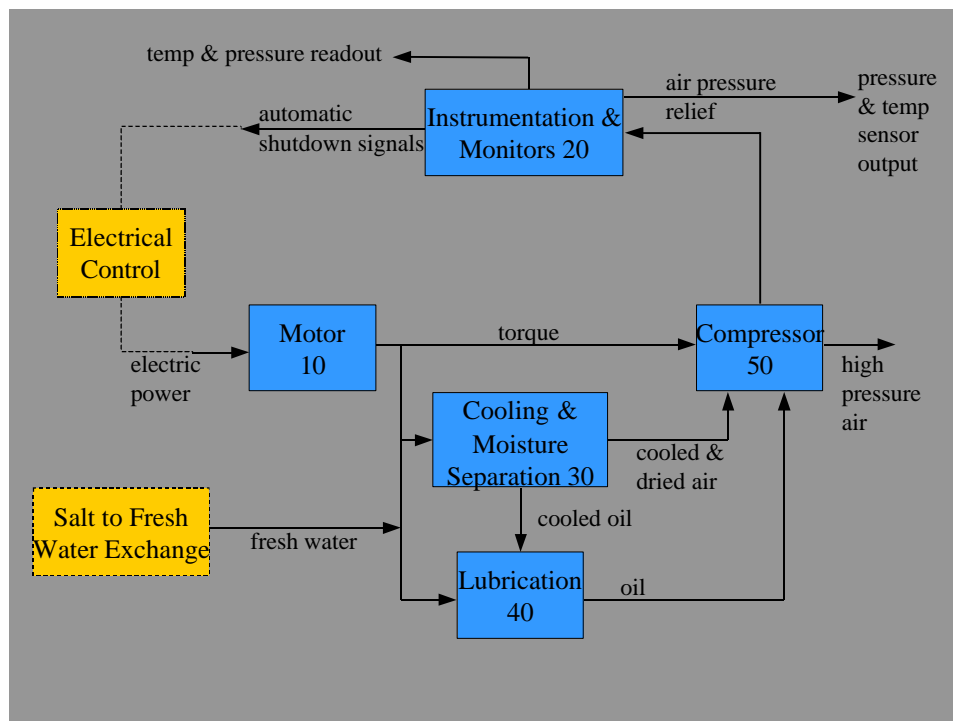 temp & pressure readout
air pressure
relief
pressure
& temp
sensor
output
automatic
shutdown signals
Instrumentation &
Monitors 20
Electrical
Control
electric
power
Motor
10
torque
Compressor
50
high
pressure
air
Cooling &
Moisture
Separation 30
cooled &
dried air
cooled oil
Salt to Fresh
Water Exchange
fresh water
Lubrication
40
oil